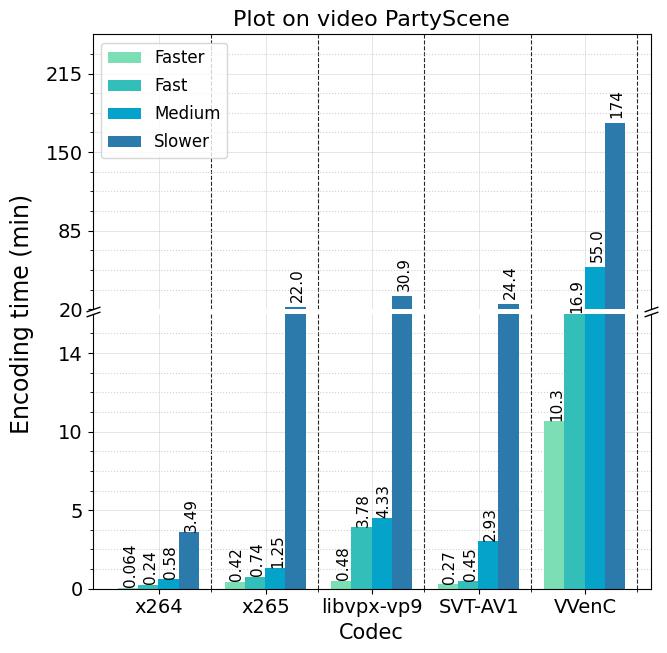 Plot on video PartyScene
Encoding time (min)
215
150
85
20
14
10
5
0
Faster
Fast
Medium
Slower
0.064
0.24
0.58
3.49
0.42
0.74
1.25
22.0
0.48
3.78
4.33
30.9
0.27
0.45
2.93
24.4
10.3
16.9
55.0
174
x264
x265
libvpx-vp9
SVT-AV1
VVenC
Codec